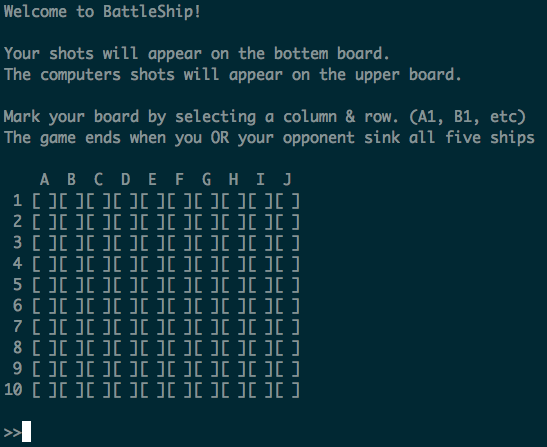 Welcome to BattleShip!
Your shots will appear on the bottem board.
The computers shots will appear on the upper board.
Mark your board by selecting a column & row. (A1, B1, etc)
The game ends when you OR your opponent sink all five ships
A B C D E F G H I J
1 [ ][ ][ ][ ][ ][ ][ ][ ][ ][ ]
2 [ ][ ][ ][ ][ ][ ][ ][ ][ ][ ]
3 [ ][ ][ ][ ][ ][ ][ ][ ][ ][ ]
4 [ ][ ][ ][ ][ ][ ][ ][ ][ ][ ]
5 [ ][ ][ ][ ][ ][ ][ ][ ][ ][ ]
6 [ ][ ][ ][ ][ ][ ][ ][ ][ ][ ]
7 [ ][ ][ ][ ][ ][ ][ ][ ][ ][ ]
8 [ ][ ][ ][ ][ ][ ][ ][ ][ ][ ]
9 [ ][ ][ ][ ][ ][ ][ ][ ][ ][ ]
10 [ ][ ][ ][ ][ ][ ][ ][ ][ ][ ]
>>